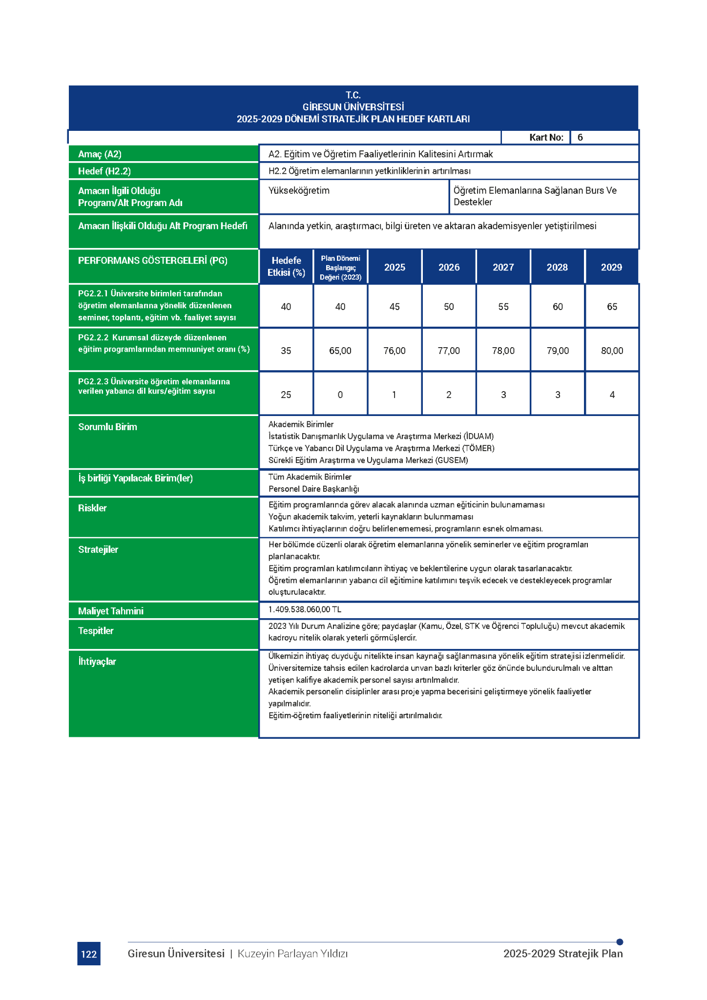 T.C.
GİRESUN ÜNİVERSİTESİ
2025-2029 DÖNEMİ STRATEJİK PLAN HEDEF KARTLARI
Kart No: 6
Amaç (A2) A2. Eğitim ve Öğretim Faaliyetlerinin Kalitesini Artırmak
Hedef (H2.2) H2.2 Öğretim elemanlarının yetkinliklerinin artırılması
Amacın İlgili Olduğu
Program/Alt Program Adı
Yükseköğretim
Öğretim Elemanlarına Sağlanan Burs Ve
Destekler
Amacın İlişkili Olduğu Alt Program Hedefi Alanında yetkin, araştırmacı, bilgi üreten ve aktaran akademisyenler yetiştirilmesi
PERFORMANS GÖSTERGELERİ (PG)
Hedefe
Etkisi (%)
Plan Dönemi
Başlangıç
Değeri (2023)
2025 2026 2027 2028 2029
PG2.2.1 Üniversite birimleri tarafından
öğretim elemanlarına yönelik düzenlenen
seminer, toplantı, eğitim vb. faaliyet sayısı
40 40 45 50 55 60 65
PG2.2.2 Kurumsal düzeyde düzenlenen
eğitim programlarından memnuniyet oranı (%)
35 65,00 76,00 77,00 78,00 79,00 80,00
PG2.2.3 Üniversite öğretim elemanlarına
verilen yabancı dil kurs/eğitim sayısı
25 0 1 2 3 3 4
Sorumlu Birim
Akademik Birimler
İstatistik Danışmanlık Uygulama ve Araştırma Merkezi (İDUAM)
Türkçe ve Yabancı Dil Uygulama ve Araştırma Merkezi (TÖMER)
Sürekli Eğitim Araştırma ve Uygulama Merkezi (GUSEM)
İş birliği Yapılacak Birim(ler)
Tüm Akademik Birimler
Personel Daire Başkanlığı
Riskler
Eğitim programlarında görev alacak alanında uzman eğiticinin bulunamaması
Yoğun akademik takvim, yeterli kaynakların bulunmaması
Katılımcı ihtiyaçlarının doğru belirlenememesi, programların esnek olmaması.
Stratejiler
Her bölümde düzenli olarak öğretim elemanlarına yönelik seminerler ve eğitim programları
planlanacaktır.
Eğitim programları katılımcıların ihtiyaç ve beklentilerine uygun olarak tasarlanacaktır.
Öğretim elemanlarının yabancı dil eğitimine katılımını teşvik edecek ve destekleyecek programlar
oluşturulacaktır.
Maliyet Tahmini 1.409.538.060,00 TL
Tespitler
2023 Yılı Durum Analizine göre; paydaşlar (Kamu, Özel, STK ve Öğrenci Topluluğu) mevcut akademik
kadroyu nitelik olarak yeterli görmüşlerdir.
İhtiyaçlar
Ülkemizin ihtiyaç duyduğu nitelikte insan kaynağı sağlanmasına yönelik eğitim stratejisi izlenmelidir.
Üniversitemize tahsis edilen kadrolarda unvan bazlı kriterler göz önünde bulundurulmalı ve alttan
yetişen kalifiye akademik personel sayısı artırılmalıdır.
Akademik personelin disiplinler arası proje yapma becerisini geliştirmeye yönelik faaliyetler
yapılmalıdır.
Eğitim-öğretim faaliyetlerinin niteliği artırılmalıdır.
122 Giresun Üniversitesi | Kuzeyin Parlayan Yıldızı 2025-2029 Stratejik Plan